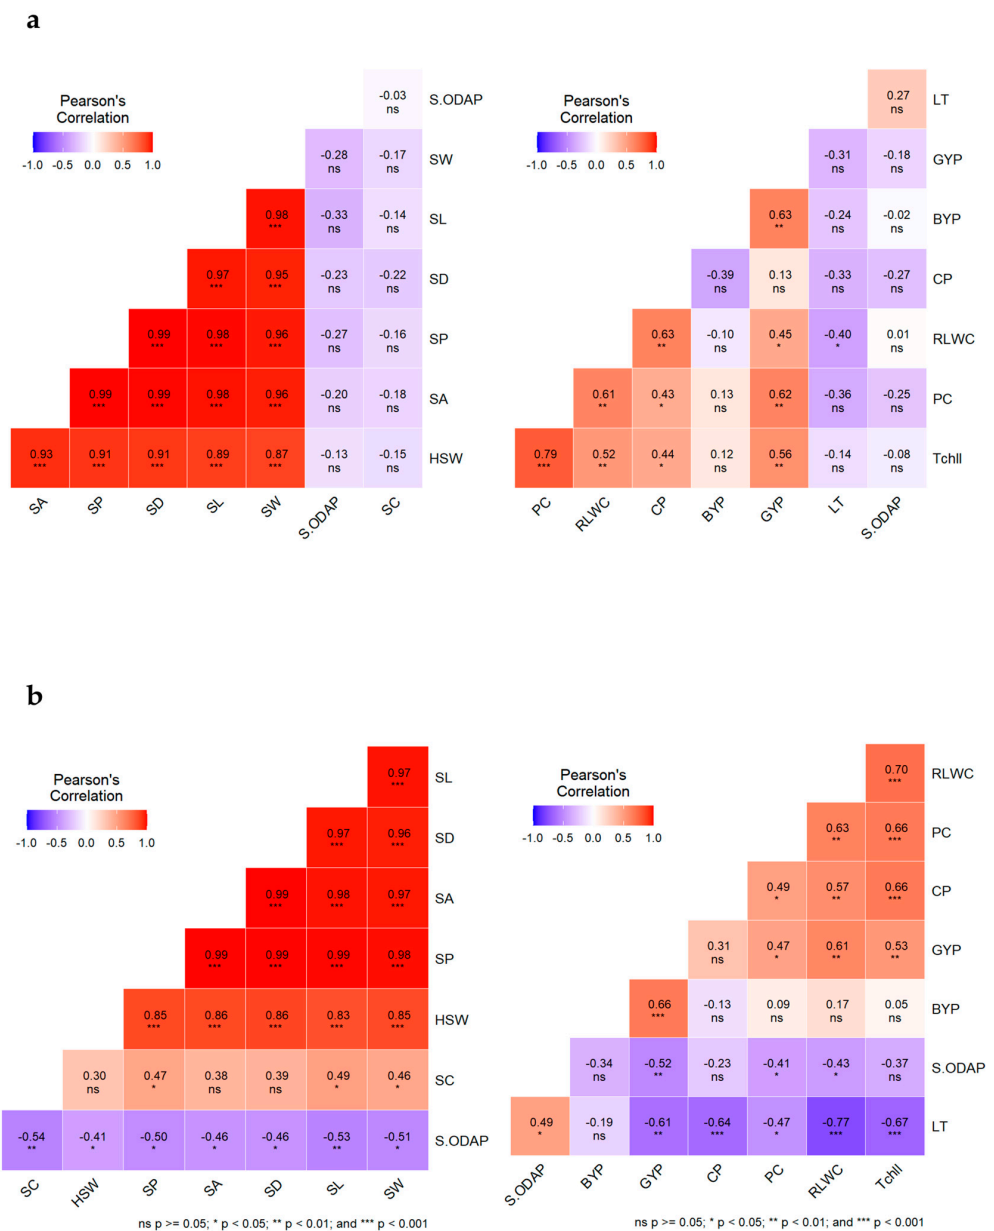 a
Pearson's
Correlation
-1.0 -0.5 0.0 0.5 1.0
-0.03
ns
S.ODAP
-0.28 -0.17
ns ns
SW
0.98 -0.33 -0.14
*** ns ns
SL
0.97 0.95 -0.23 -0.22
*** *** ns ns
SD
0.99 0.98 0.96 -0.27 -0.16
*** *** *** ns ns
SP
0.99 0.99 0.98 0.96 -0.20 -0.18
*** *** *** *** ns ns
SA
0.93 0.91 0.91 0.89 0.87 -0.13 -0.15
*** *** *** *** *** ns ns
HSW
SA SP SD SL SW S.ODAP SC
Pearson's
Correlation
-1.0 -0.5 0.0 0.5 1.0
0.27
ns
LT
-0.31 -0.18
ns ns
GYP
0.63 -0.24 -0.02
** ns ns
BYP
-0.39 0.13 -0.33 -0.27
ns ns ns ns
CP
0.63 -0.10 0.45 -0.40 0.01
** ns * * ns
RLWC
0.61 0.43 0.13 0.62 -0.36 -0.25
** * ns ** ns ns
PC
0.79 0.52 0.44 0.12 0.56 -0.14 -0.08
*** ** * ns ** ns ns
Tchll
PC RLWC CP BYP GYP LT S.ODAP
b
Pearson's
Correlation
-1.0 -0.5 0.0 0.5 1.0
0.97
***
SL
0.97 0.96
*** ***
SD
0.99 0.98 0.97
*** *** ***
SA
0.99 0.99 0.99 0.98
*** *** *** ***
SP
0.85 0.86 0.86 0.83 0.85
*** *** *** *** ***
HSW
0.30 0.47 0.38 0.39 0.49 0.46
ns * ns ns * *
SC
-0.54 -0.41 -0.50 -0.46 -0.46 -0.53 -0.51
** * * * * ** *
S.ODAP
SC HSW SP SA SD SL SW
ns p >= 0.05; * p < 0.05; ** p < 0.01; and *** p < 0.001
Pearson's
Correlation
-1.0 -0.5 0.0 0.5 1.0
0.70
***
RLWC
0.63 0.66
** ***
PC
0.49 0.57 0.66
* ** ***
CP
0.31 0.47 0.61 0.53
ns * ** **
GYP
0.66 -0.13 0.09 0.17 0.05
*** ns ns ns ns
BYP
-0.34 -0.52 -0.23 -0.41 -0.43 -0.37
ns ** ns * * ns
S.ODAP
0.49 -0.19 -0.61 -0.64 -0.47 -0.77 -0.67
* ns ** *** * *** ***
LT
S.ODAP BYP GYP CP PC RLWC Tchll
ns p >= 0.05; * p < 0.05; ** p < 0.01; and *** p < 0.001